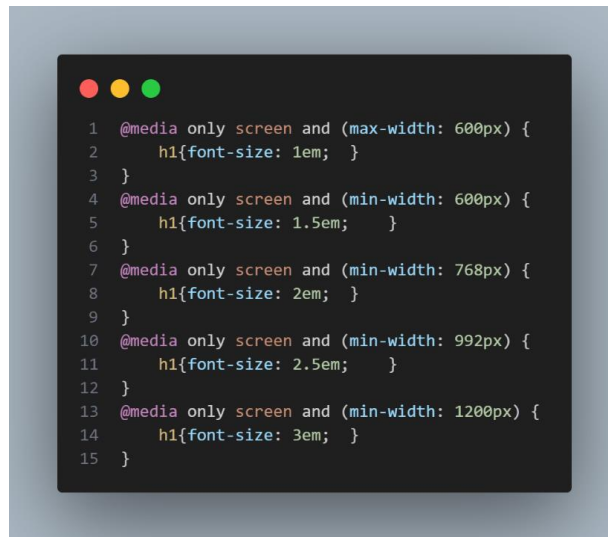 1 @media only screen and (max-width: 600px) {
2     h1{font-size: 1em;  }
3 }
4 @media only screen and (min-width: 600px) {
5     h1{font-size: 1.5em;    }
6 }
7 @media only screen and (min-width: 768px) {
8     h1{font-size: 2em;  }
9 }
10 @media only screen and (min-width: 992px) {
11     h1{font-size: 2.5em;    }
12 }
13 @media only screen and (min-width: 1200px) {
14     h1{font-size: 3em;  }
15 }